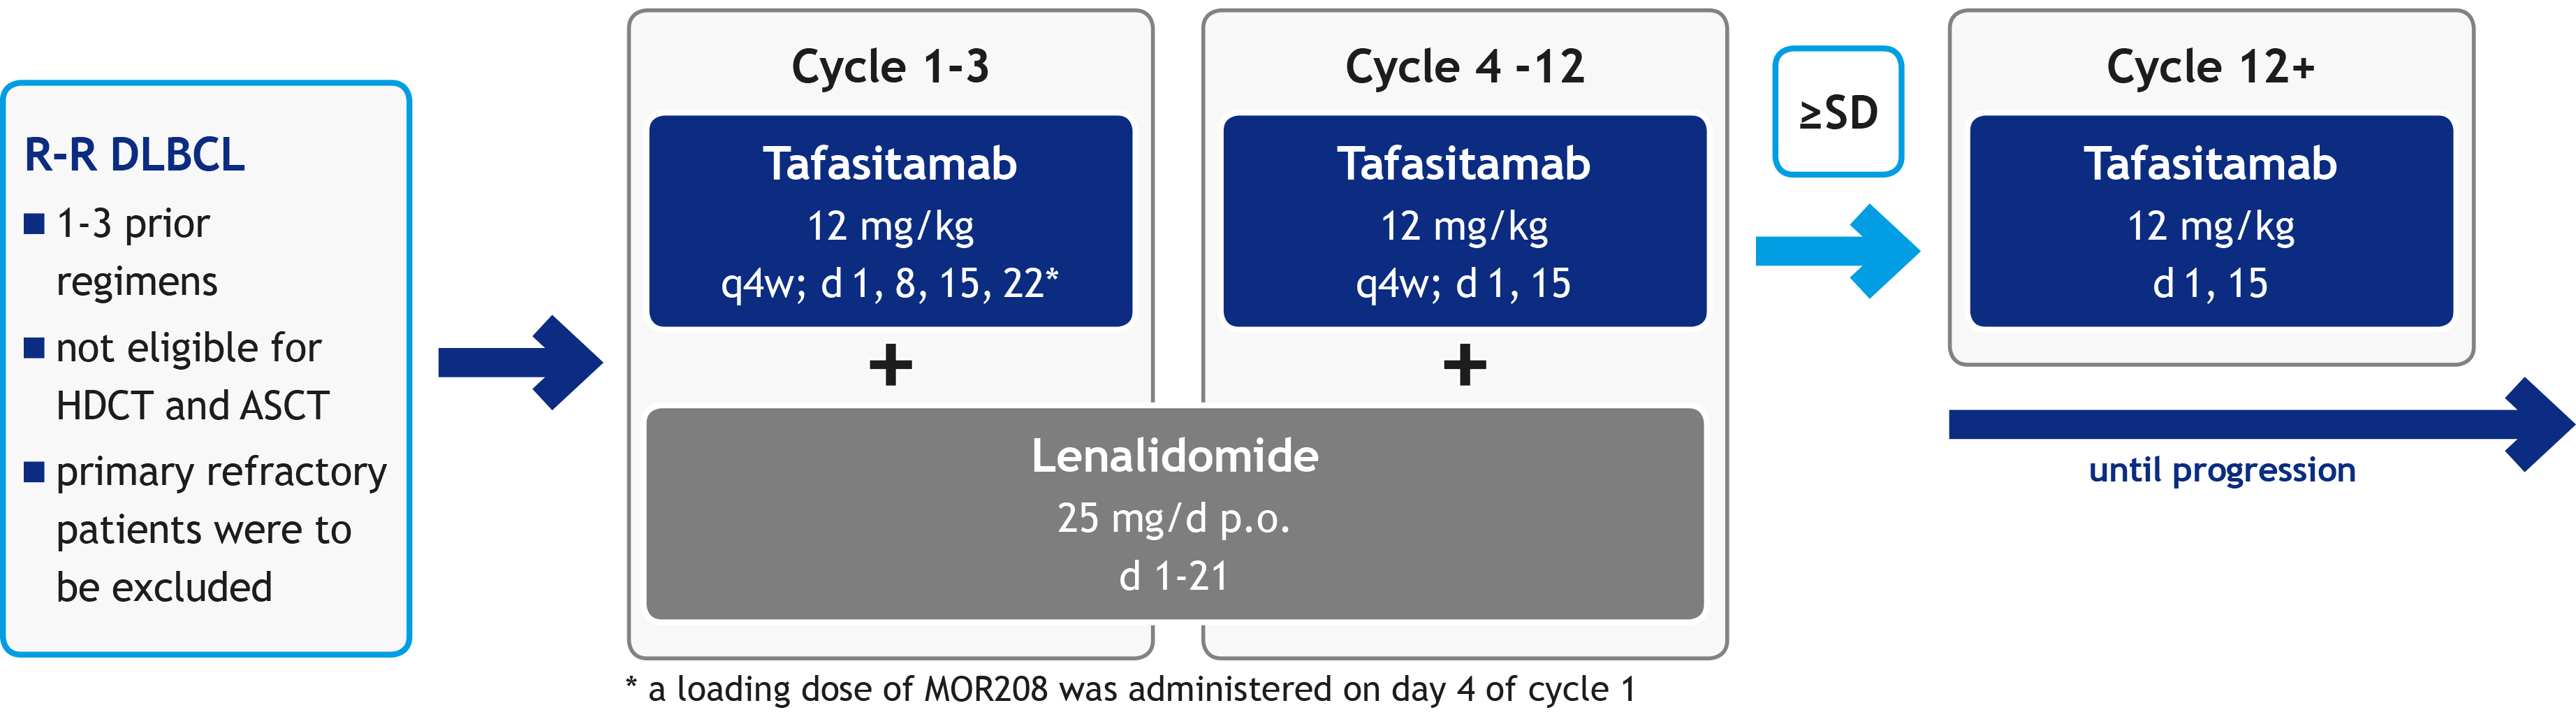 R-R DLBCL
■ 1-3 prior
regimens
■ not eligible for
HDCT and ASCT
■ primary refractory
patients were to
be excluded
Cycle 1-3
Tafasitamab
12 mg/kg
q4w; d 1, 8, 15, 22*
+
Cycle 4 -12
Tafasitamab
12 mg/kg
q4w; d 1, 15
+
Lenalidomide
25 mg/d p.o.
d 1-21
≥SD
Cycle 12+
Tafasitamab
12 mg/kg
d 1, 15
until progression
* a loading dose of MOR208 was administered on day 4 of cycle 1